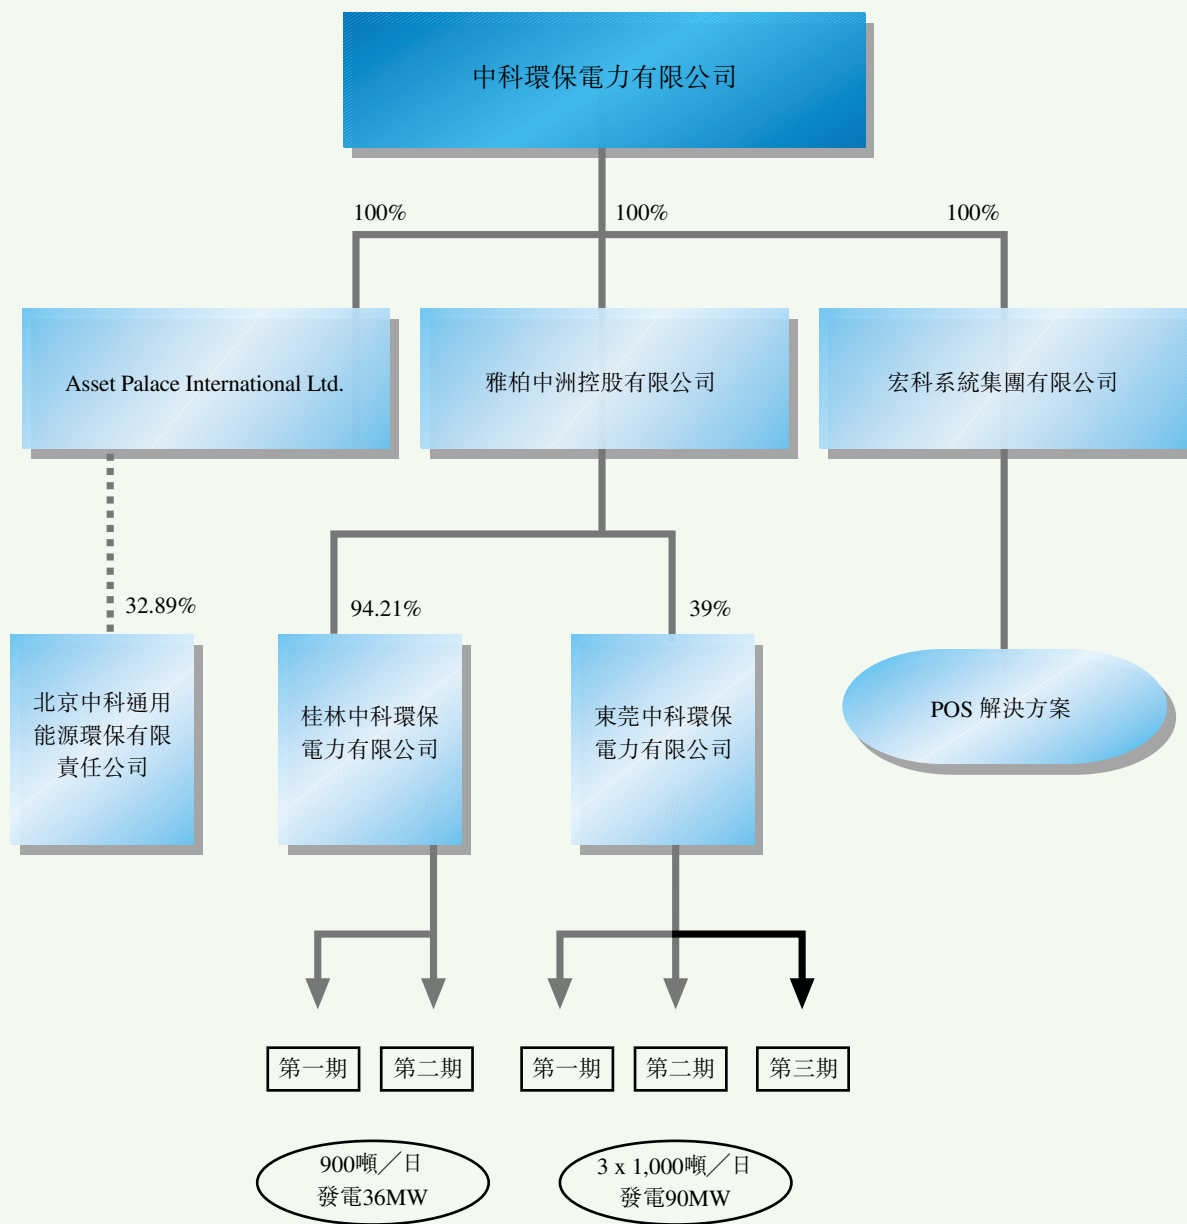 中科環保電力有限公司
100%
100%
100%
Asset Palace International Ltd.
雅柏中洲控股有限公司
宏科系統集團有限公司
32.89%
94.21%
39%
北京中科通用
能源環保有限
責任公司
桂林中科環保
電力有限公司
東莞中科環保
電力有限公司
POS 解決方案
第一期
第二期
第一期
第二期
第三期
900噸／日
發電36MW
3 x 1,000噸／日
發電90MW